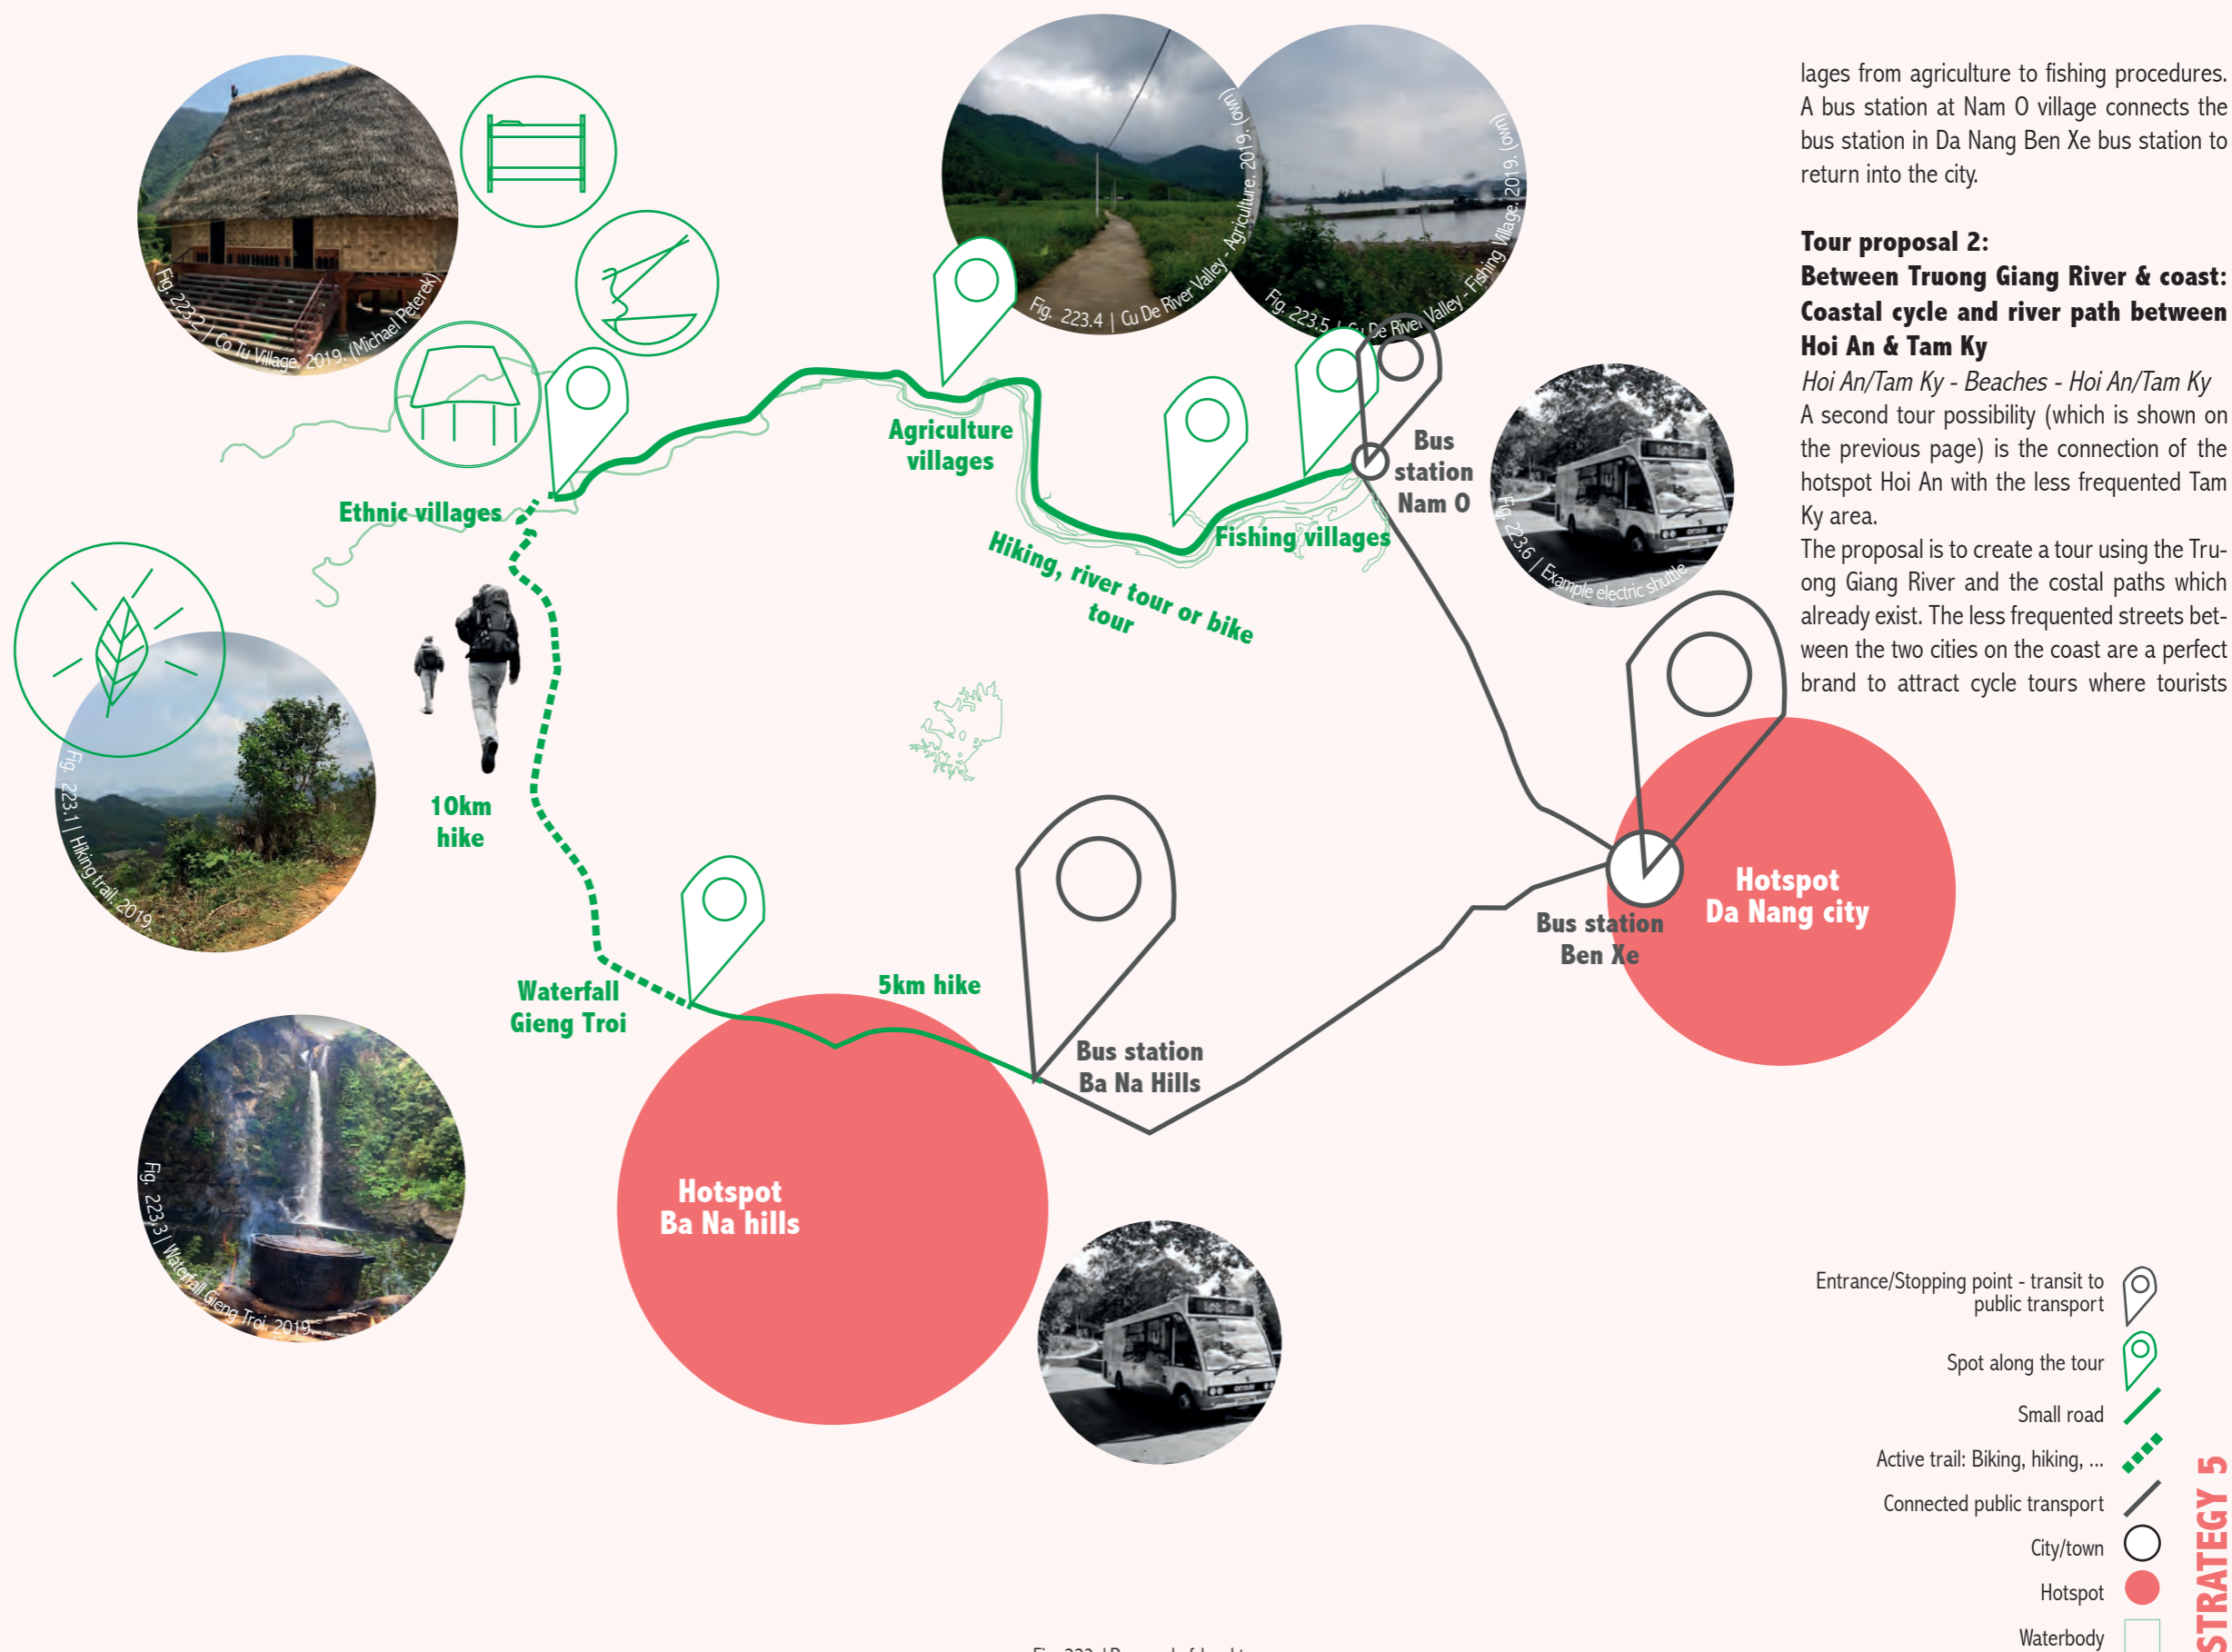 lages from agriculture to fishing procedures.
A bus station at Nam O village connects the
bus station in Da Nang Ben Xe bus station to
return into the city.
Tour proposal 2:
Between Truong Giang River & coast:
Coastal cycle and river path between
Hoi An & Tam Ky
Hoi An/Tam Ky - Beaches - Hoi An/Tam Ky
A second tour possibility (which is shown on
the previous page) is the connection of the
hotspot Hoi An with the less frequented Tam
Ky area.
The proposal is to create a tour using the Tru-
ong Giang River and the costal paths which
already exist. The less frequented streets bet-
ween the two cities on the coast are a perfect
brand to attract cycle tours where tourists
Fig. 223.2 | Co Tu Village. 2019. (Michael Peterek)
Fig. 223.4 | Cu De River Valley - Agriculture. 2019. (own)
Fig. 223.5 | Cu De River Valley - Fishing Village. 2019. (own)
Agriculture
villages
Bus
station
Nam O
Ethnic villages
Fishing villages
Hiking, river tour or bike
tour
Fig. 223.6 | Example electric shuttle
Fig. 223.1 | Hiking trail. 2019.
10km
hike
Hotspot
Da Nang city
Bus station
Ben Xe
Waterfall
Gieng Troi
5km hike
Bus station
Ba Na Hills
Fig. 223.3 | Waterfall Gieng Troi. 2019.
Hotspot
Ba Na hills
Entrance/Stopping point - transit to
public transport
Spot along the tour
Small road
Active trail: Biking, hiking, ...
Connected public transport
City/town
Hotspot
Waterbody
STRATEGY 5